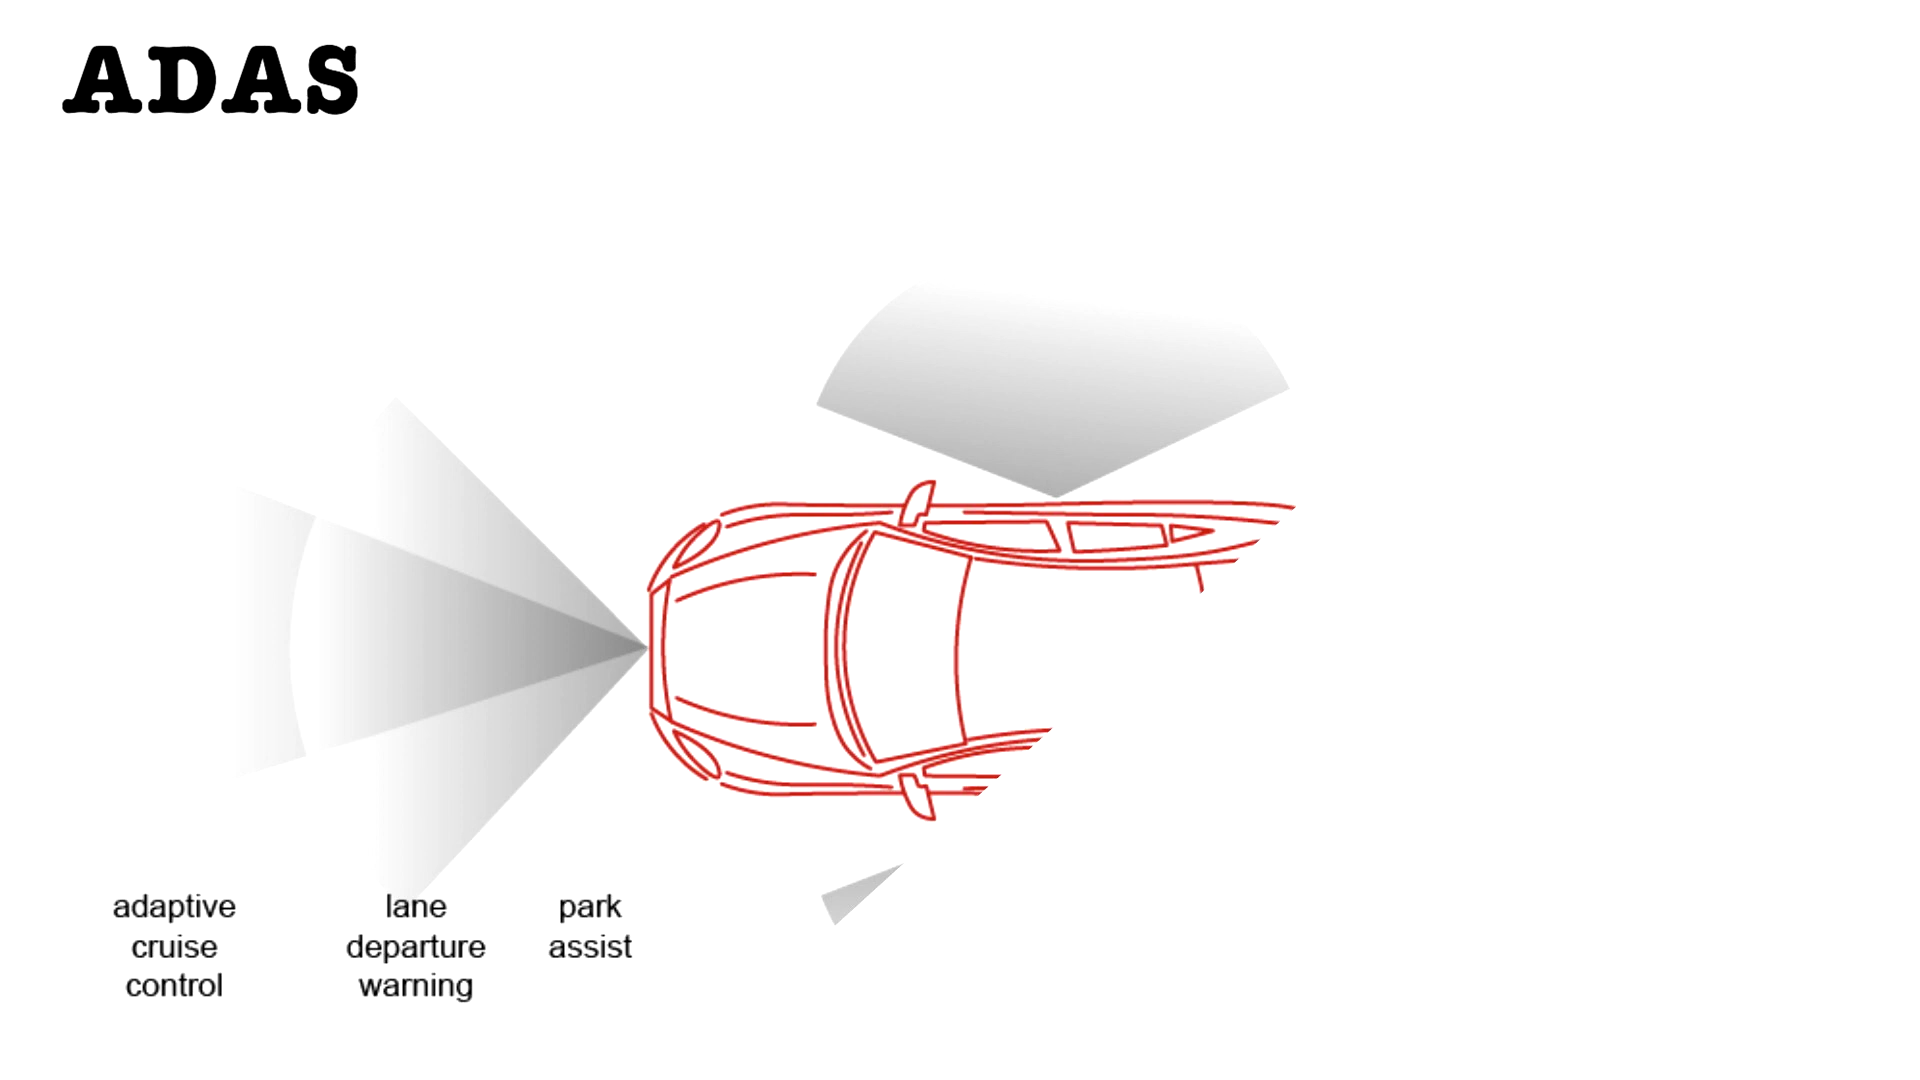 ADAS
adaptive
cruise
control
lane
departure
warning
park
assist